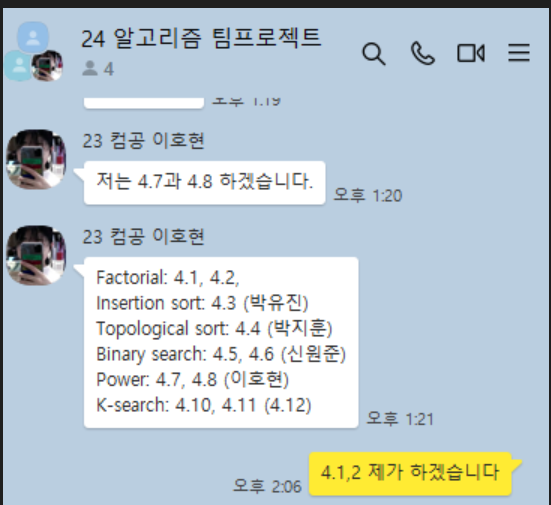 24 알고리즘 팀프로젝트
4
오후 1:19
23 컴공 이호현
저는 4.7과 4.8 하겠습니다.
오후 1:20
23 컴공 이호현
Factorial: 4.1, 4.2,
Insertion sort: 4.3 (박유진)
Topological sort: 4.4 (박지훈)
Binary search: 4.5, 4.6 (신원준)
Power: 4.7, 4.8 (이호현)
K-search: 4.10, 4.11 (4.12)
오후 1:21
4.1,2 제가 하겠습니다
오후 2:06